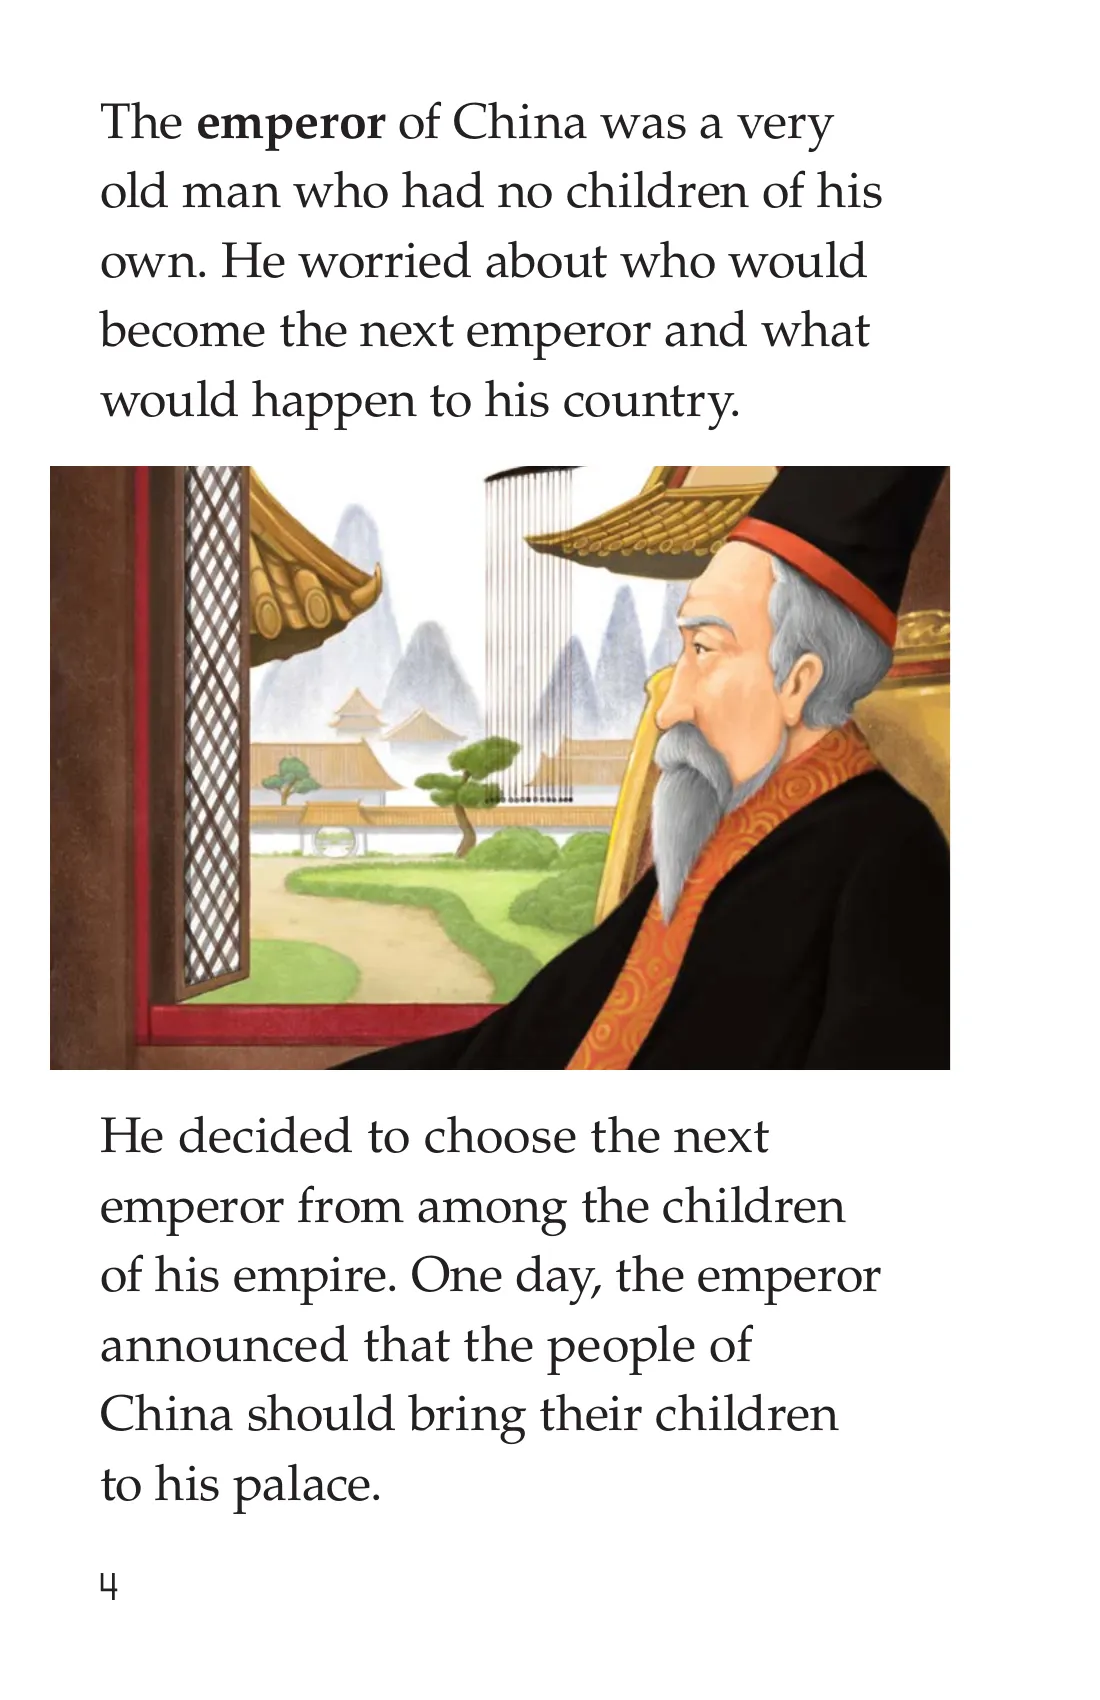 The emperor of China was a very
old man who had no children of his
own. He worried about who would
become the next emperor and what
would happen to his country.
He decided to choose the next
emperor from among the children
of his empire. One day, the emperor
announced that the people of
China should bring their children
to his palace.
4